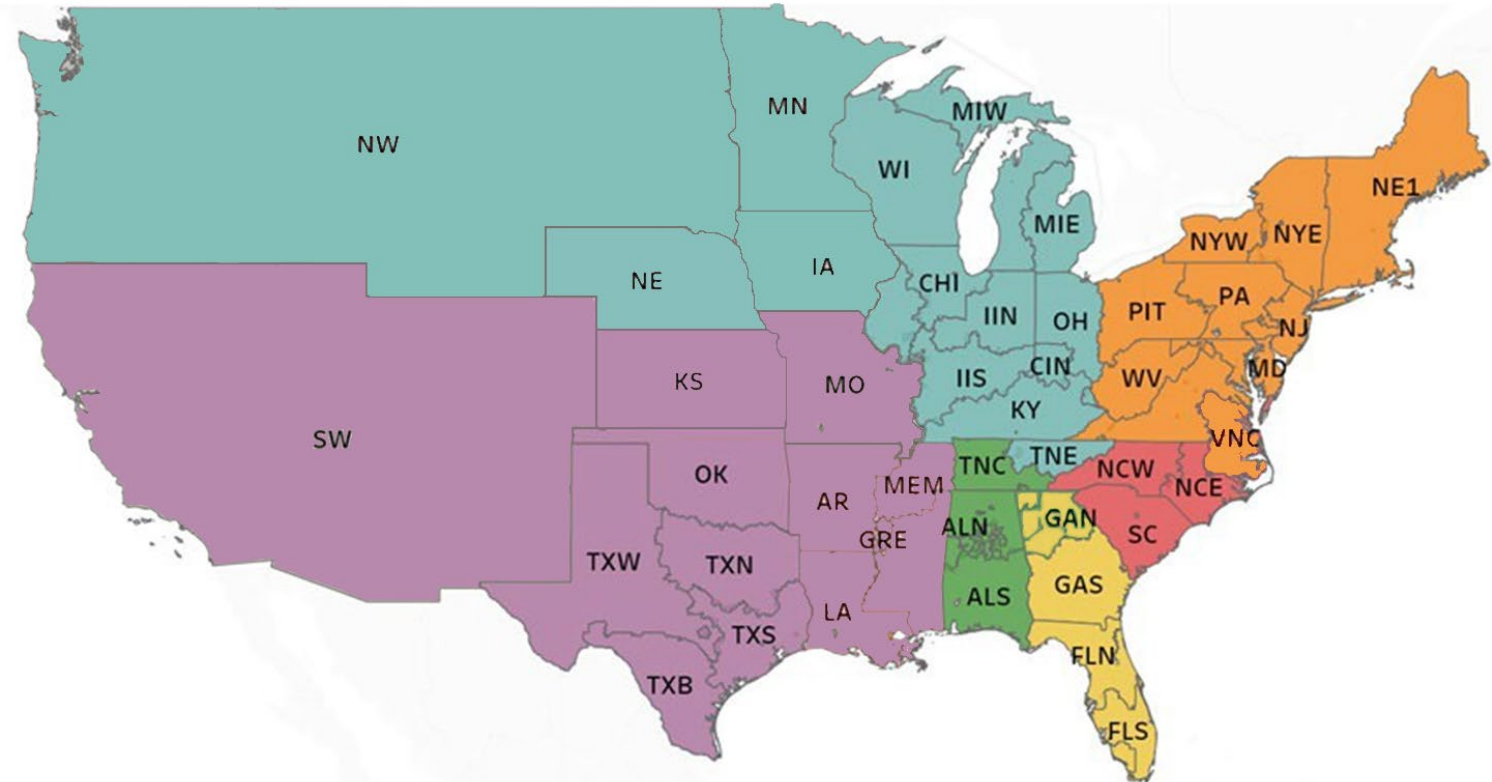 MN
MIW
NW
WI
NE1
MIE
NYW
NYE
IA
NE
CHI
PA
PIT
IIN
OH
NJ
CIN
MD
IIS
WV
KS
MO
KY
SW
VNC
TNE
TNC
NCW
OK
MEM
NCE
AR
GAN
ALN
SC
GRE
TXW
TXN
GAS
ALS
LA
TXS
FLN
TXB
FLS